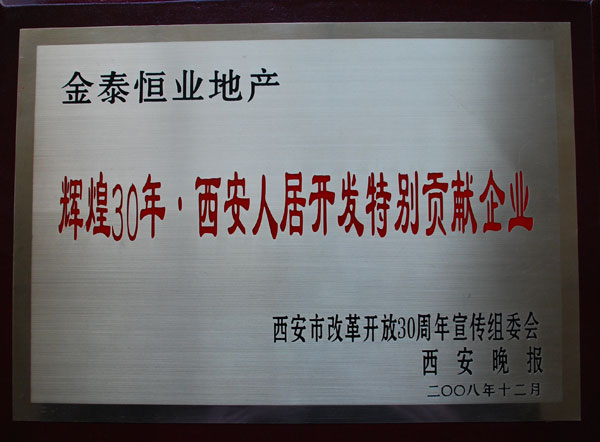 金泰恒业地产
辉煌30年·西安人居开发特别贡献企业
西安市改革开放30周年宣传组委会
西安晚报
二〇〇八年十二月